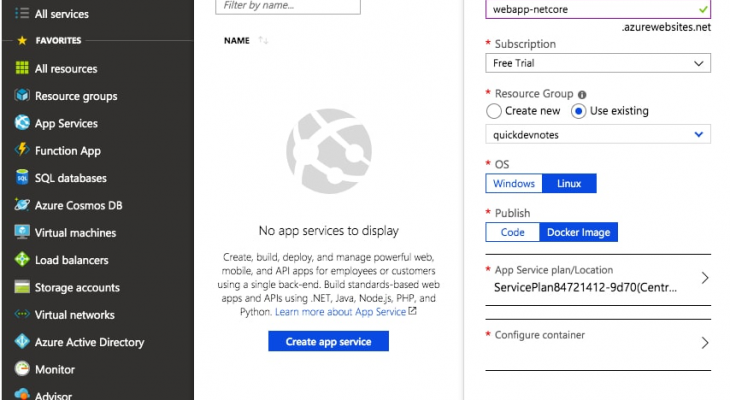 All services
FAVORITES
All resources
Resource groups
App Services
Function App
SQL databases
Azure Cosmos DB
Virtual machines
Load balancers
Storage accounts
Virtual networks
Azure Active Directory
Monitor
Advisor
Filter by name...
NAME
No app services to display
Create, build, deploy, and manage powerful web,
mobile, and API apps for employees or customers
using a single back-end. Build standards-based web
apps and APIs using .NET, Java, Node.js, PHP, and
Python. Learn more about App Service
Create app service
webapp-netcore
.azurewebsites.net
* Subscription
Free Trial
* Resource Group
Create new Use existing
quickdevnotes
* OS
Windows Linux
* Publish
Code Docker Image
* App Service plan/Location
ServicePlan84721412-9d70(Centr...
* Configure container